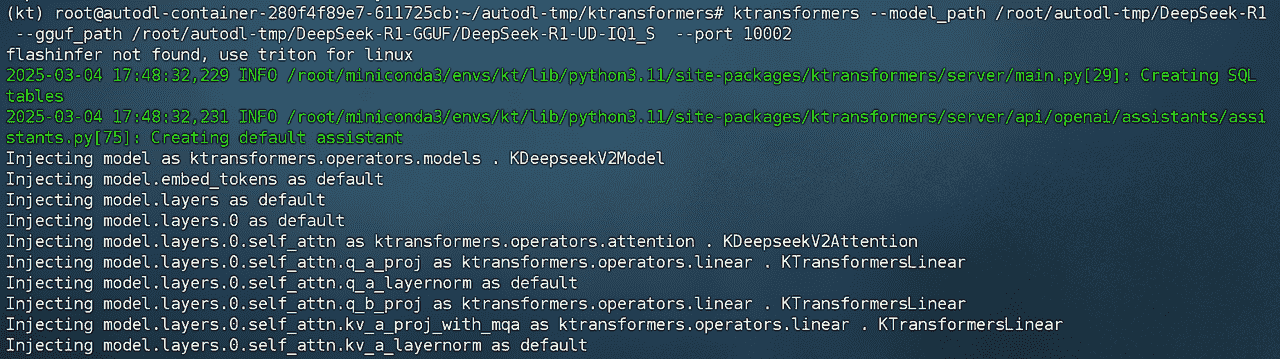 (kt) root@autodl-container-280f4f89e7-611725cb:~/autodl-tmp/ktransformers# ktransformers --model_path /root/autodl-tmp/DeepSeek-R1
--gguf_path /root/autodl-tmp/DeepSeek-R1-GGUF/DeepSeek-R1-UD-IQ1_S  --port 10002
flashinfer not found, use triton for linux
2025-03-04 17:48:32,229 INFO /root/miniconda3/envs/kt/lib/python3.11/site-packages/ktransformers/server/main.py[29]: Creating SQL
tables
2025-03-04 17:48:32,231 INFO /root/miniconda3/envs/kt/lib/python3.11/site-packages/ktransformers/server/api/openai/assistants/assi
stants.py[75]: Creating default assistant
Injecting model as ktransformers.operators.models . KDeepseekV2Model
Injecting model.embed_tokens as default
Injecting model.layers as default
Injecting model.layers.0 as default
Injecting model.layers.0.self_attn as ktransformers.operators.attention . KDeepseekV2Attention
Injecting model.layers.0.self_attn.q_a_proj as ktransformers.operators.linear . KTransformersLinear
Injecting model.layers.0.self_attn.q_a_layernorm as default
Injecting model.layers.0.self_attn.q_b_proj as ktransformers.operators.linear . KTransformersLinear
Injecting model.layers.0.self_attn.kv_a_proj_with_mqa as ktransformers.operators.linear . KTransformersLinear
Injecting model.layers.0.self_attn.kv_a_layernorm as default